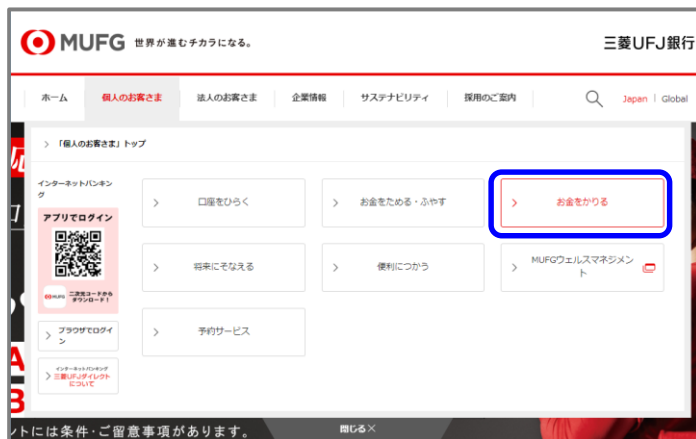 MUFG 世界が進むチカラになる。
三菱UFJ銀行
ホーム
個人のお客さま
法人のお客さま
企業情報
サステナビリティ
採用のご案内
Japan | Global
「個人のお客さま」トップ
インターネットバンキン
グ
アプリでログイン
MUFG
二次元コードから
ダウンロード！
ブラウザでログイ
ン
インターネットバンキング
三菱UFJダイレクト
について
口座をひらく
お金をためる・ふやす
お金をかりる
将来にそなえる
便利につかう
MUFGウェルスマネジメン
ト
予約サービス
A
B
ントには条件・ご留意事項があります。
閉じる×